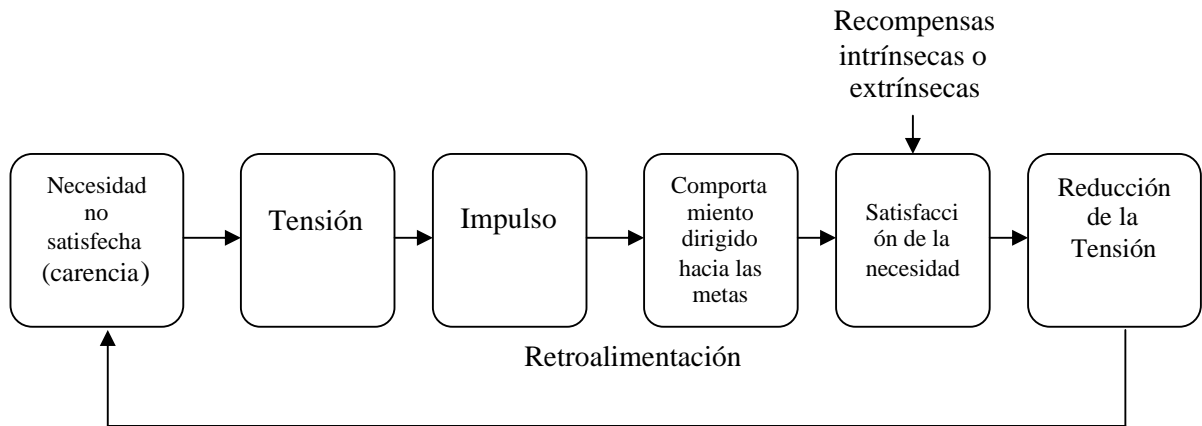 Recompensas
intrínsecas o
extrínsecas
Necesidad
no
satisfecha
(carencia)
Tensión
Impulso
Comporta
miento
dirigido
hacia las
metas
Satisfacci
ón de la
necesidad
Reducción
de la
Tensión
Retroalimentación